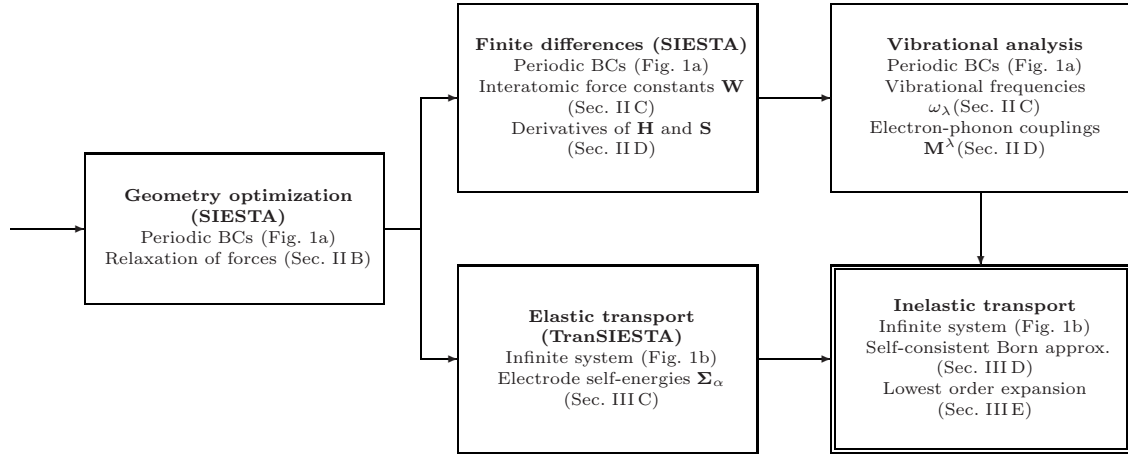 Finite differences (SIESTA)
Periodic BCs (Fig. 1a)
Interatomic force constants W
(Sec. II C)
Derivatives of H and S
(Sec. II D)
Vibrational analysis
Periodic BCs (Fig. 1a)
Vibrational frequencies
ω_λ(Sec. II C)
Electron-phonon couplings
M^λ(Sec. II D)
Geometry optimization
(SIESTA)
Periodic BCs (Fig. 1a)
Relaxation of forces (Sec. II B)
Elastic transport
(TranSIESTA)
Infinite system (Fig. 1b)
Electrode self-energies Σ_α
(Sec. III C)
Inelastic transport
Infinite system (Fig. 1b)
Self-consistent Born approx.
(Sec. III D)
Lowest order expansion
(Sec. III E)